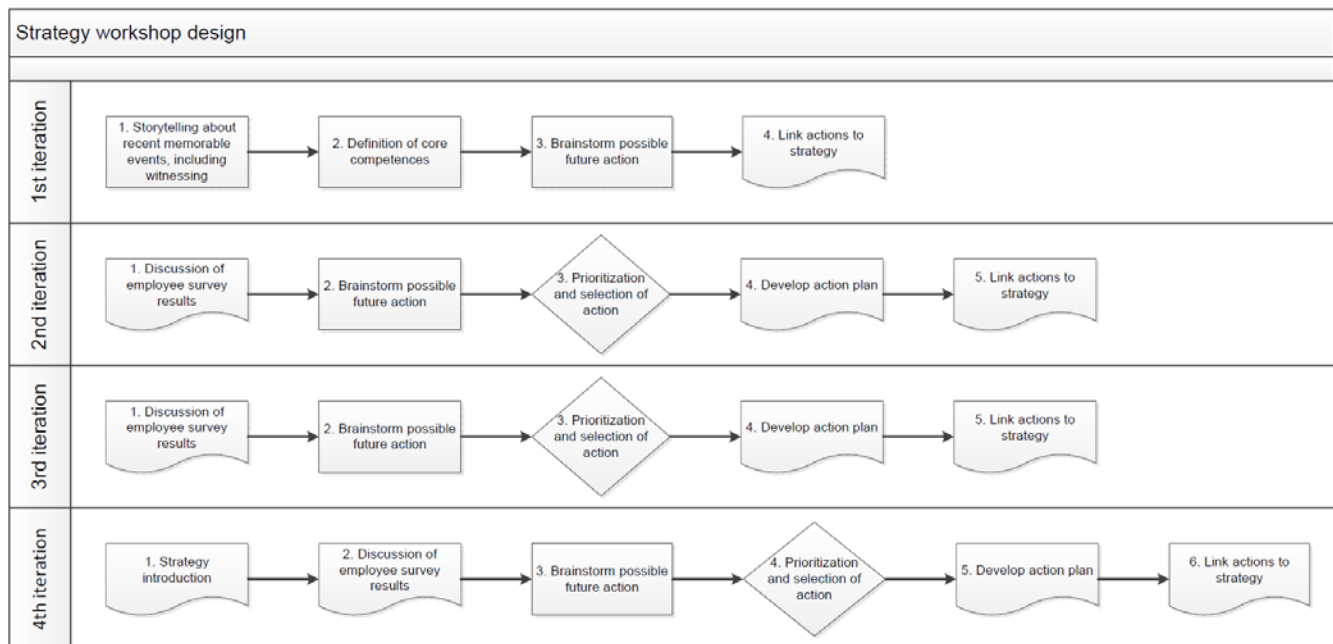 Strategy workshop design
1st iteration
1. Storytelling about
recent memorable
events, including
witnessing
2. Definition of core
competences
3. Brainstorm possible
future action
4. Link actions to
strategy
2nd iteration
1. Discussion of
employee survey
results
2. Brainstorm possible
future action
3. Prioritization
and selection of
action
4. Develop action plan
5. Link actions to
strategy
3rd iteration
1. Discussion of
employee survey
results
2. Brainstorm possible
future action
3. Prioritization
and selection of
action
4. Develop action plan
5. Link actions to
strategy
4th iteration
1. Strategy
introduction
2. Discussion of
employee survey
results
3. Brainstorm possible
future action
4. Prioritization
and selection of
action
5. Develop action plan
6. Link actions to
strategy